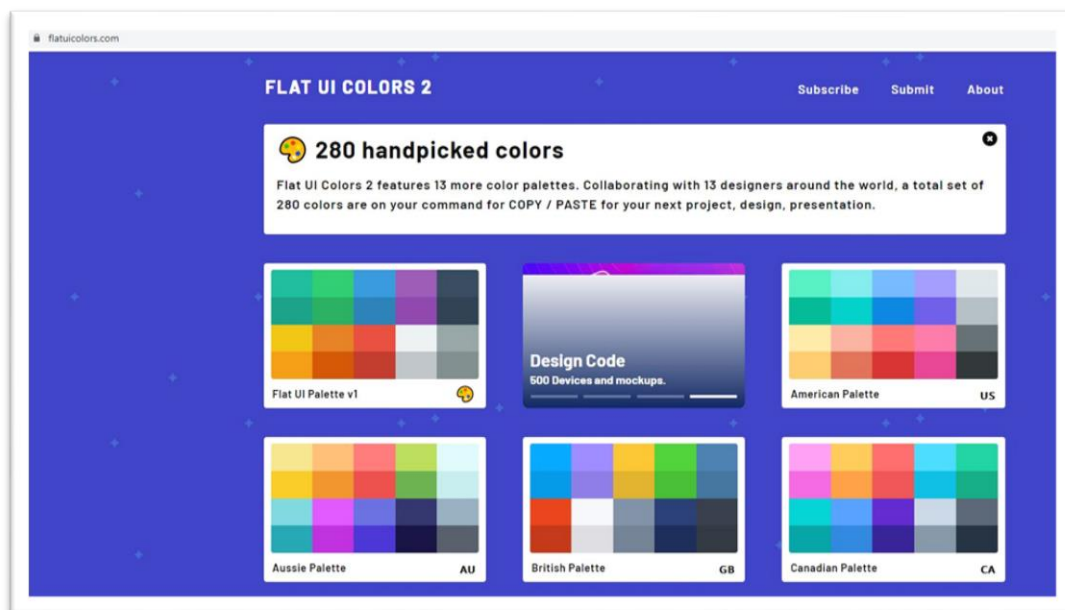 flatuicolors.com
FLAT UI COLORS 2
Subscribe Submit About
280 handpicked colors
Flat UI Colors 2 features 13 more color palettes. Collaborating with 13 designers around the world, a total set of
280 colors are on your command for COPY / PASTE for your next project, design, presentation.
Design Code
500 Devices and mockups.
Flat UI Palette v1
American Palette US
Aussie Palette AU
British Palette GB
Canadian Palette CA